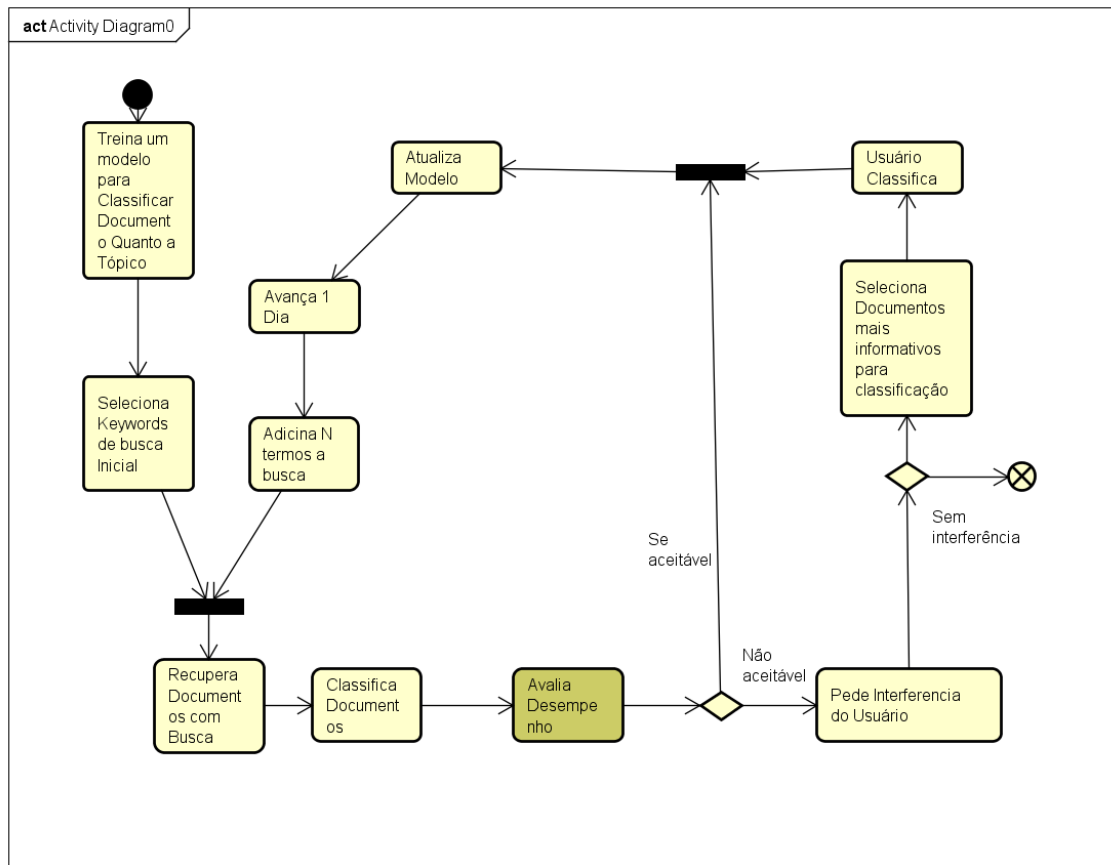 act Activity Diagram0
Treina um
modelo
para
Classificar
Document
o Quanto a
Tópico
Atualiza
Modelo
Usuário
Classifica
Avança 1
Dia
Seleciona
Documentos
mais
informativos
para
classificação
Seleciona
Keywords
de busca
Inicial
Adicina N
termos a
busca
Se
aceitável
Sem
interferência
Não
aceitável
Recupera
Document
os com
Busca
Classifica
Document
os
Avalia
Desempe
nho
Pede Interferencia
do Usuário